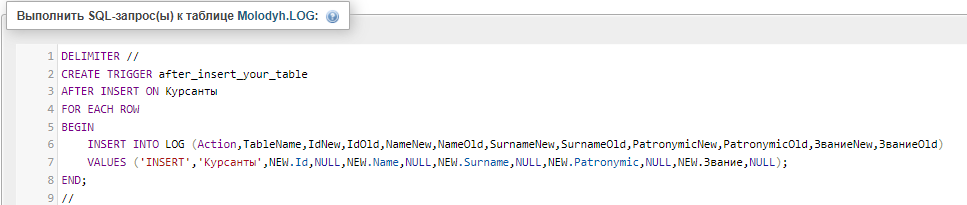 Выполнить SQL-запрос(ы) к таблице Molodyh.LOG:
1 DELIMITER //
2 CREATE TRIGGER after_insert_your_table
3 AFTER INSERT ON Курсанты
4 FOR EACH ROW
5 BEGIN
6 INSERT INTO LOG (Action,TableName,IdNew,IdOld,NameNew,NameOld,SurnameNew,SurnameOld,PatronymicNew,PatronymicOld,ЗваниеNew,ЗваниеOld)
7 VALUES ('INSERT','Курсанты',NEW.Id,NULL,NEW.Name,NULL,NEW.Surname,NULL,NEW.Patronymic,NULL,NEW.Звание,NULL);
8 END;
9 //